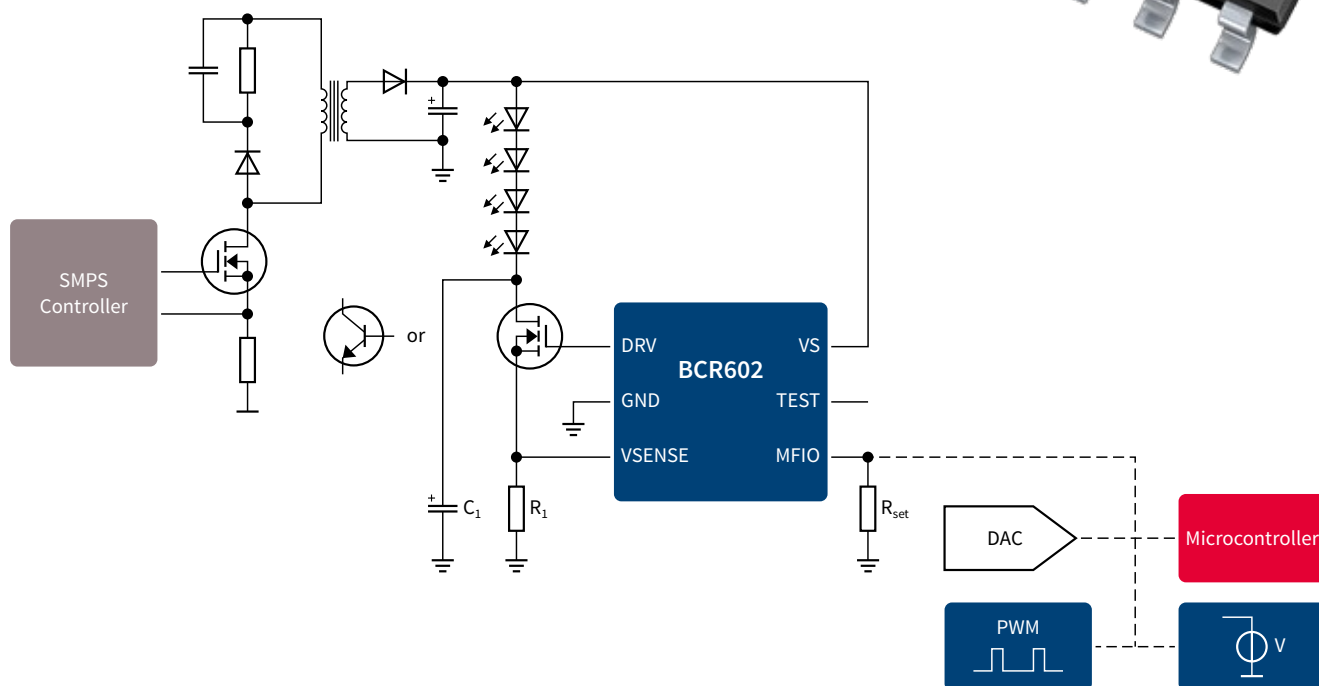 SMPS
Controller
or
DRV
VS
BCR602
GND
TEST
VSENSE
MFIO
+
+
C₁
R₁
Rset
DAC
Microcontroller
PWM
V